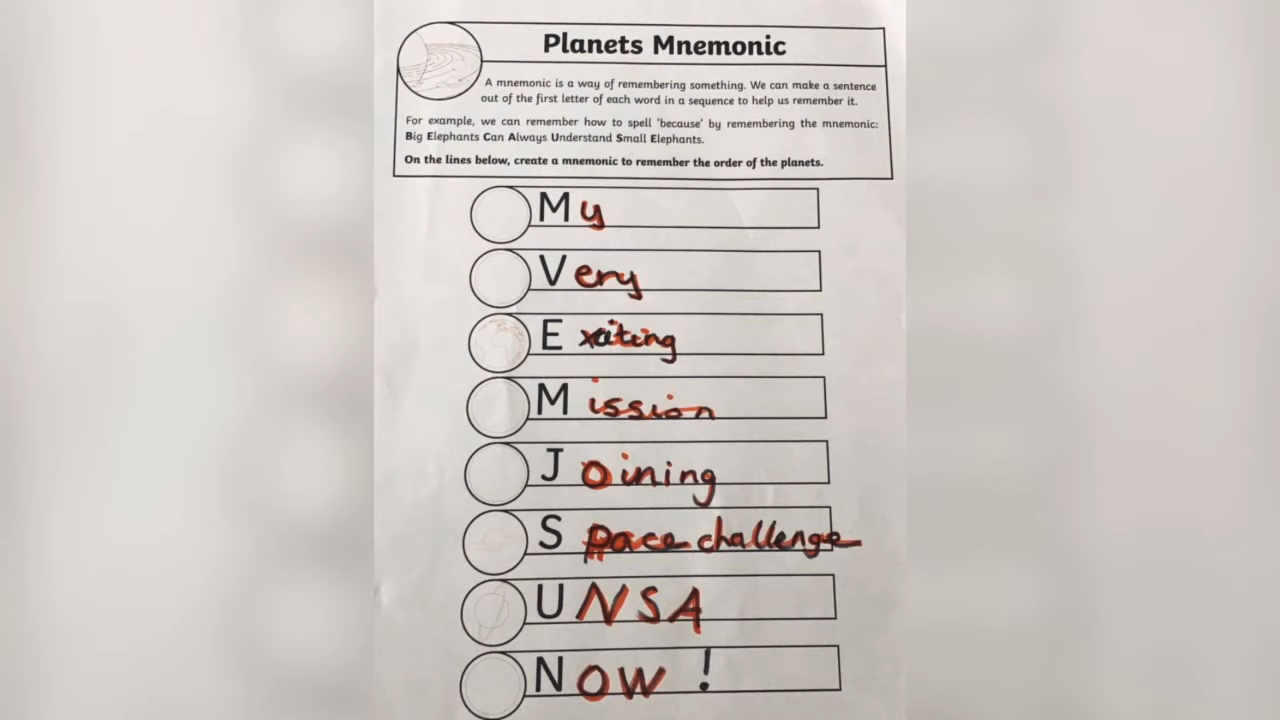 Planets Mnemonic
A mnemonic is a way of remembering something. We can make a sentence
out of the first letter of each word in a sequence to help us remember it.
For example, we can remember how to spell 'because' by remembering the mnemonic:
Big Elephants Can Always Understand Small Elephants.
On the lines below, create a mnemonic to remember the order of the planets.
My
Very
Exciting
Mission
Joining
Space challenge
UNSA
NOW !